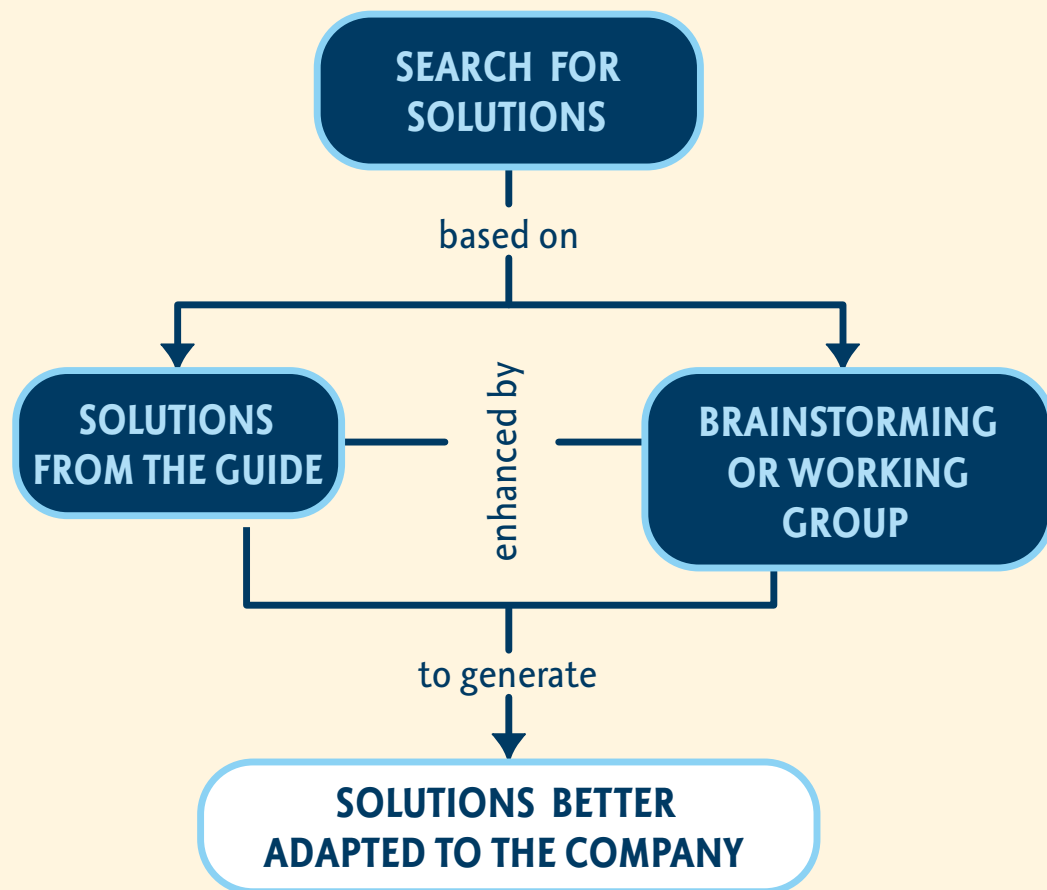 SEARCH FOR
SOLUTIONS
based on
SOLUTIONS
FROM THE GUIDE
enhanced by
BRAINSTORMING
OR WORKING
GROUP
to generate
SOLUTIONS BETTER
ADAPTED TO THE COMPANY